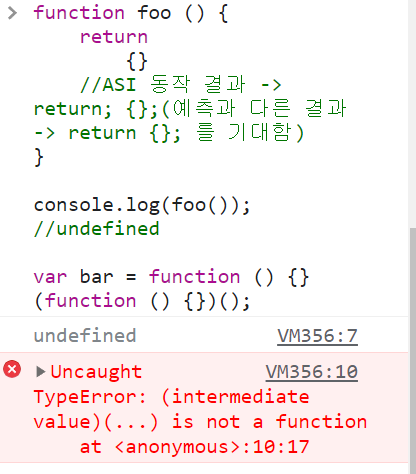 function foo () {
return
{}
//ASI 동작 결과 ->
return; {};(예측과 다른 결과
-> return {}; 를 기대함)
}
console.log(foo());
//undefined
var bar = function () {}
(function () {})();
undefined VM356:7
Uncaught VM356:10
TypeError: (intermediate
value)(...) is not a function
at <anonymous>:10:17